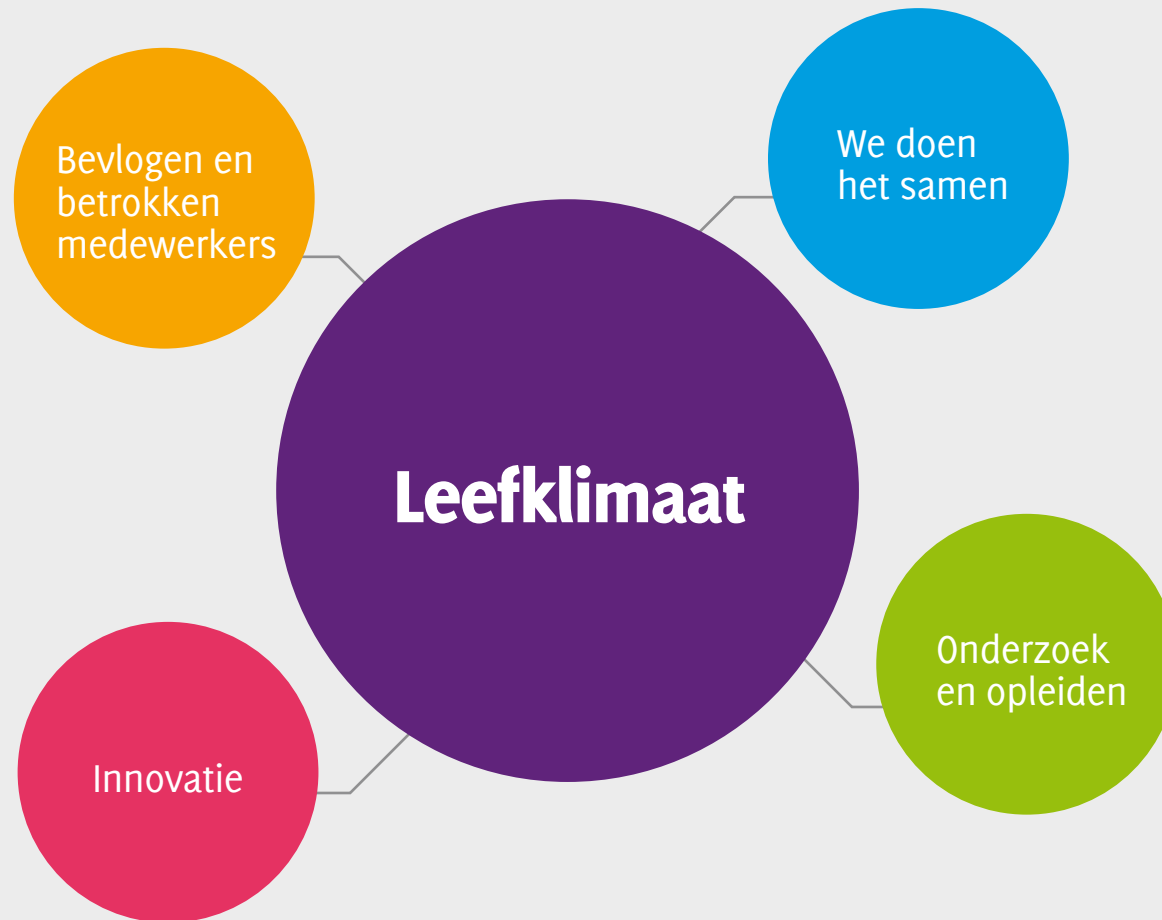 Bevlogen en
betrokken
medewerkers
We doen
het samen
Leefklimaat
Onderzoek
en opleiden
Innovatie